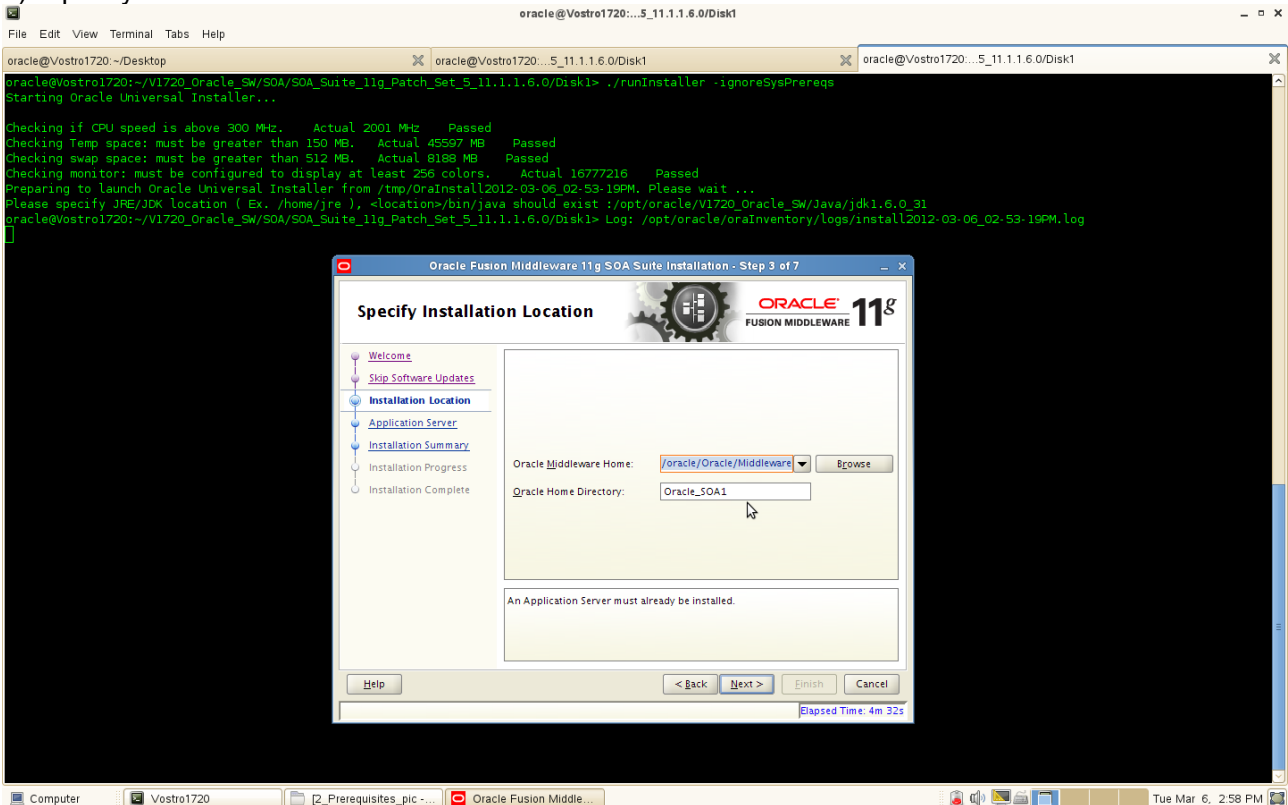 oracle@Vostro1720:...5_11.1.1.6.0/Disk1
File Edit View Terminal Tabs Help
oracle@Vostro1720:~/Desktop
oracle@Vostro1720:...5_11.1.1.6.0/Disk1
oracle@Vostro1720:...5_11.1.1.6.0/Disk1
oracle@Vostro1720:~/V1720_Oracle_SW/SOA/SOA_Suite_11g_Patch_Set_5_11.1.1.6.0/Disk1> ./runInstaller -ignoreSysPrereqs
Starting Oracle Universal Installer...
Checking if CPU speed is above 300 MHz. Actual 2001 MHz Passed
Checking Temp space: must be greater than 150 MB. Actual 45597 MB Passed
Checking swap space: must be greater than 512 MB. Actual 8188 MB Passed
Checking monitor: must be configured to display at least 256 colors. Actual 16777216 Passed
Preparing to launch Oracle Universal Installer from /tmp/OraInstall2012-03-06_02-53-19PM. Please wait ...
Please specify JRE/JDK location ( Ex. /home/jre ), <location>/bin/java should exist :/opt/oracle/V1720_Oracle_SW/Java/jdk1.6.0_31
oracle@Vostro1720:~/V1720_Oracle_SW/SOA/SOA_Suite_11g_Patch_Set_5_11.1.1.6.0/Disk1> Log: /opt/oracle/oraInventory/logs/install2012-03-06_02-53-19PM.log
Oracle Fusion Middleware 11g SOA Suite Installation - Step 3 of 7
Specify Installation Location
ORACLE
FUSION MIDDLEWARE 11g
Welcome
Skip Software Updates
Installation Location
Application Server
Installation Summary
Installation Progress
Installation Complete
Oracle Middleware Home: /oracle/Oracle/Middleware Browse
Oracle Home Directory: Oracle_SOA1
An Application Server must already be installed.
Help < Back Next > Finish Cancel
Elapsed Time: 4m 32s
Computer Vostro1720 [2_Prerequisites_pic -... Oracle Fusion Middle... Tue Mar 6, 2:58 PM